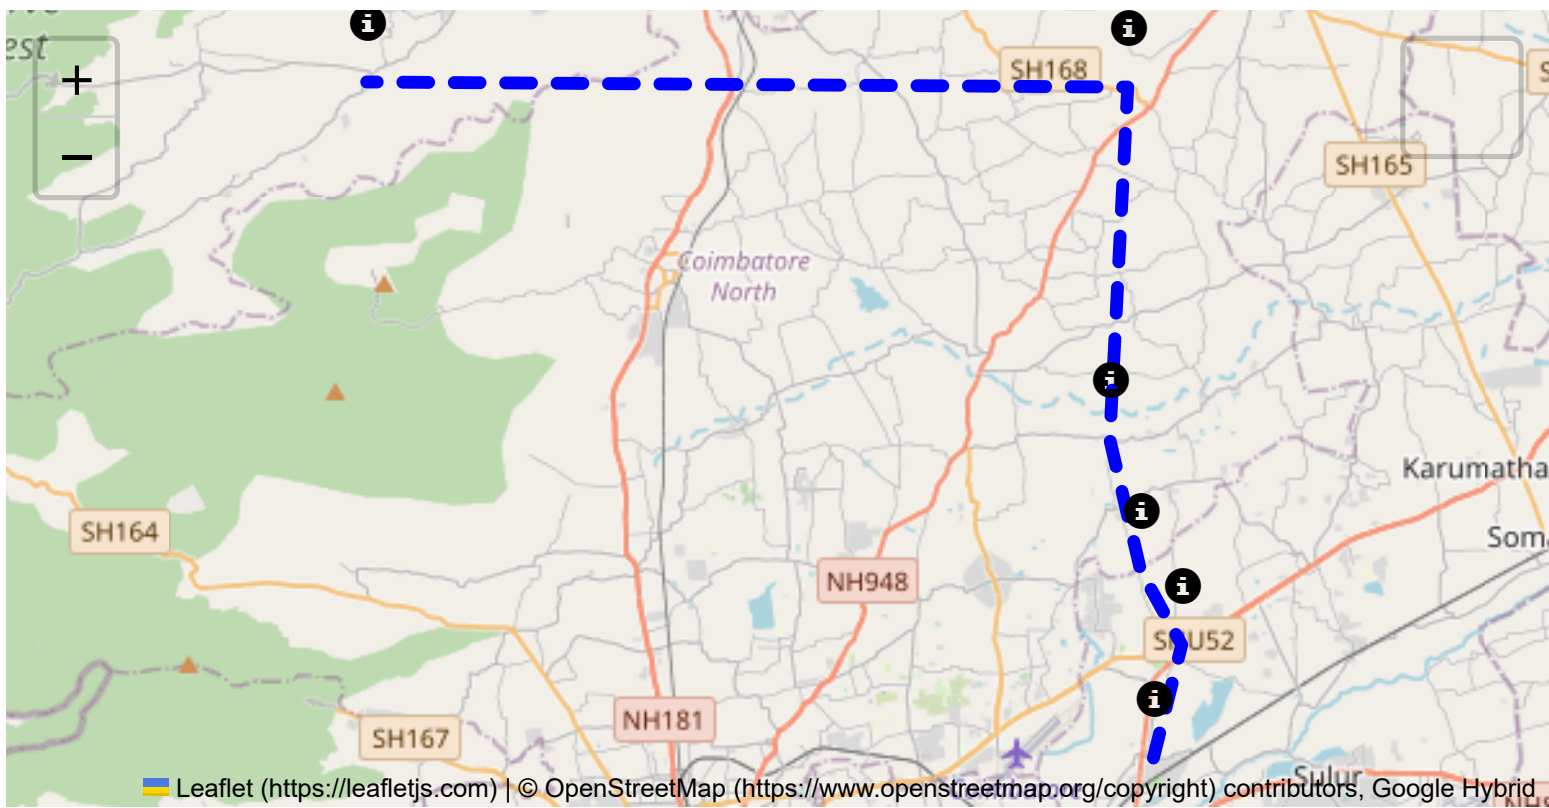 est
+
−
SH168
S
SH165
Coimbatore
North
Karumatha
SH164
Som
NH948
SH167
NH181
Sulur
Leaflet (https://leafletjs.com) | © OpenStreetMap (https://www.openstreetmap.org/copyright) contributors, Google Hybrid